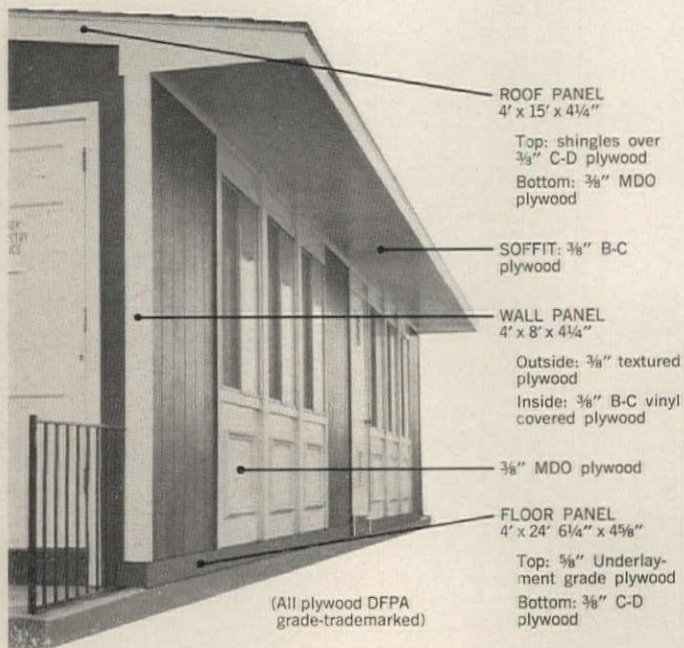 ROOF PANEL
4' x 15' x 4¼"
Top: shingles over
⅜" C-D plywood
Bottom: ⅜" MDO
plywood
SOFFIT: ⅜" B-C
plywood
WALL PANEL
4' x 8' x 4¼"
Outside: ⅜" textured
plywood
Inside: ⅜" B-C vinyl
covered plywood
⅜" MDO plywood
FLOOR PANEL
4' x 24' 6¼" x 4⅝"
Top: ⅝" Underlay-
ment grade plywood
Bottom: ⅜" C-D
plywood
(All plywood DFPA
grade-trademarked)